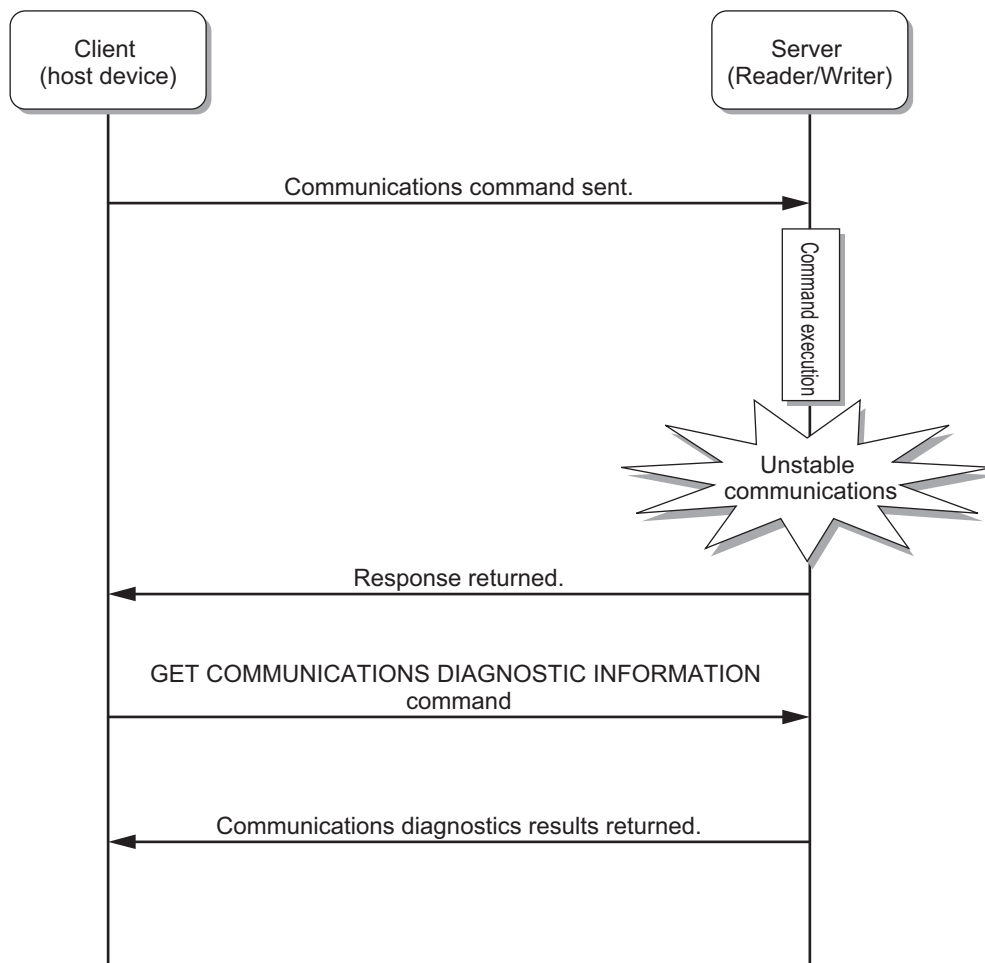 Client
(host device)
Server
(Reader/Writer)
Communications command sent.
Command execution
Unstable
communications
Response returned.
GET COMMUNICATIONS DIAGNOSTIC INFORMATION
command
Communications diagnostics results returned.